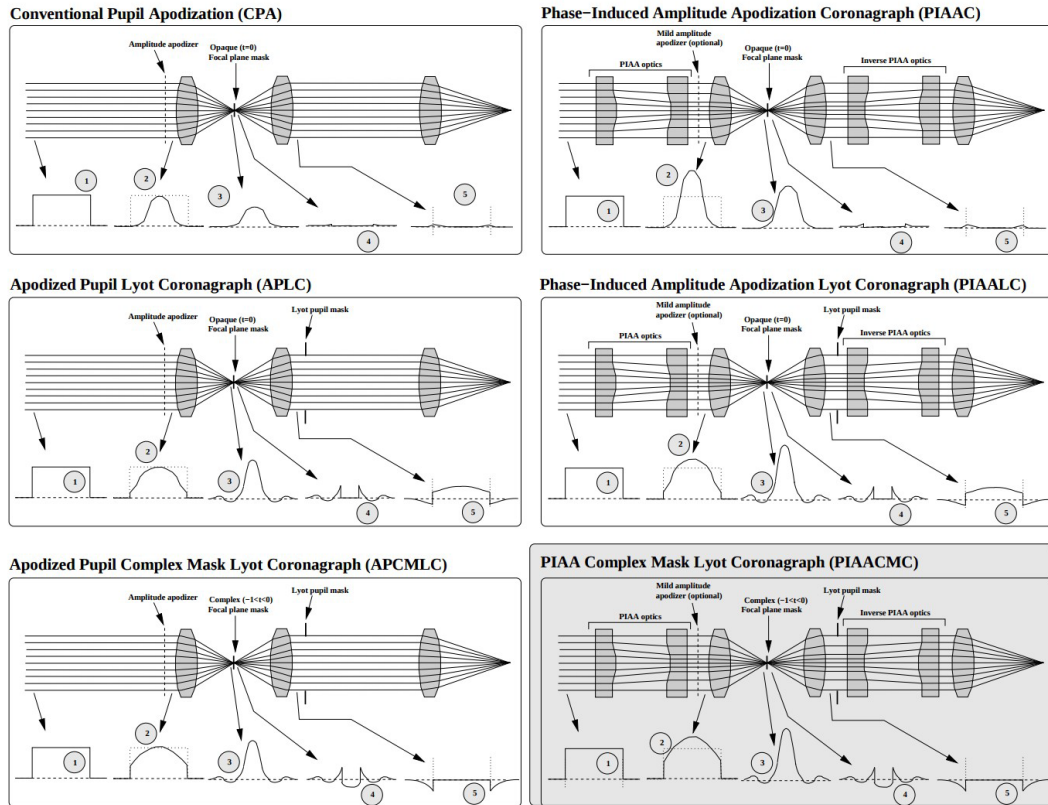 Conventional Pupil Apodization (CPA)
Amplitude apodizer
Opaque (t=0)
Focal plane mask
1
2
3
4
5
Phase−Induced Amplitude Apodization Coronagraph (PIAAC)
Mild amplitude
apodizer (optional)
Opaque (t=0)
Focal plane mask
PIAA optics
Inverse PIAA optics
1
2
3
4
5
Apodized Pupil Lyot Coronagraph (APLC)
Amplitude apodizer
Opaque (t=0)
Focal plane mask
Lyot pupil mask
1
2
3
4
5
Phase−Induced Amplitude Apodization Lyot Coronagraph (PIAALC)
Mild amplitude
apodizer (optional)
Opaque (t=0)
Focal plane mask
Lyot pupil mask
PIAA optics
Inverse PIAA optics
1
2
3
4
5
Apodized Pupil Complex Mask Lyot Coronagraph (APCMLC)
Amplitude apodizer
Complex (−1<t<0)
Focal plane mask
Lyot pupil mask
1
2
3
4
5
PIAA Complex Mask Lyot Coronagraph (PIAACMC)
Mild amplitude
apodizer (optional)
Complex (−1<t<0)
Focal plane mask
Lyot pupil mask
PIAA optics
Inverse PIAA optics
1
2
3
4
5